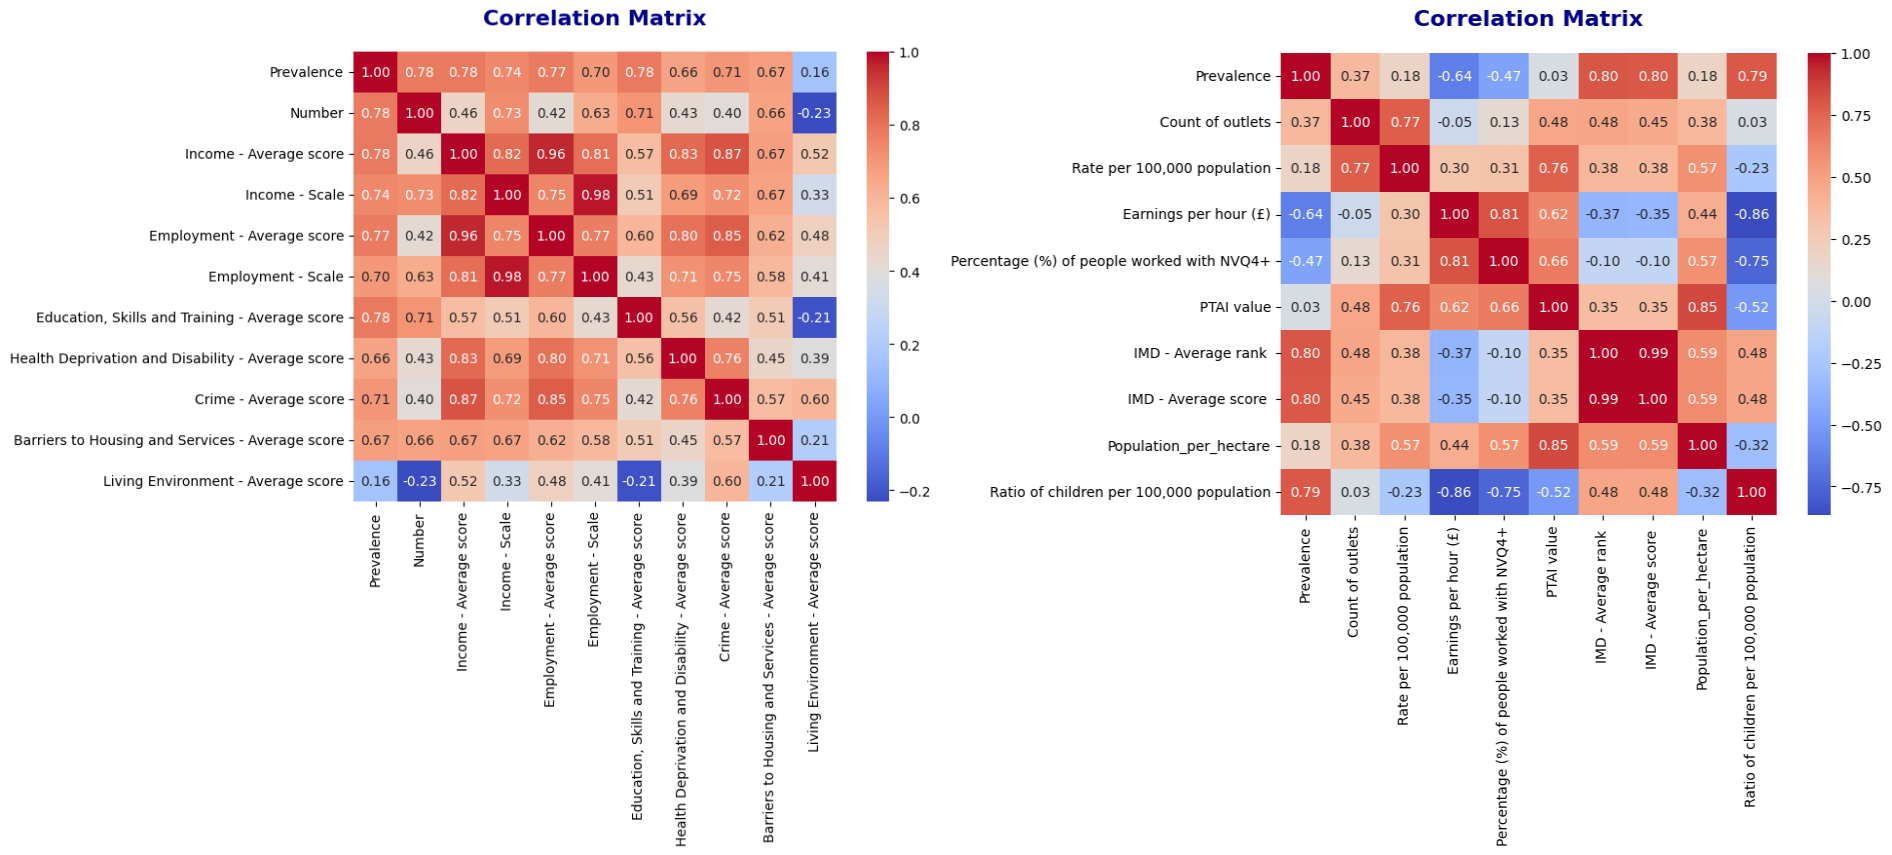 Correlation Matrix
Prevalence 1.00 0.78 0.78 0.74 0.77 0.70 0.78 0.66 0.71 0.67 0.16
Number 0.78 1.00 0.46 0.73 0.42 0.63 0.71 0.43 0.40 0.66 -0.23
Income - Average score 0.78 0.46 1.00 0.82 0.96 0.81 0.57 0.83 0.87 0.67 0.52
Income - Scale 0.74 0.73 0.82 1.00 0.75 0.98 0.51 0.69 0.72 0.67 0.33
Employment - Average score 0.77 0.42 0.96 0.75 1.00 0.77 0.60 0.80 0.85 0.62 0.48
Employment - Scale 0.70 0.63 0.81 0.98 0.77 1.00 0.43 0.71 0.75 0.58 0.41
Education, Skills and Training - Average score 0.78 0.71 0.57 0.51 0.60 0.43 1.00 0.56 0.42 0.51 -0.21
Health Deprivation and Disability - Average score 0.66 0.43 0.83 0.69 0.80 0.71 0.56 1.00 0.76 0.45 0.39
Crime - Average score 0.71 0.40 0.87 0.72 0.85 0.75 0.42 0.76 1.00 0.57 0.60
Barriers to Housing and Services - Average score 0.67 0.66 0.67 0.67 0.62 0.58 0.51 0.45 0.57 1.00 0.21
Living Environment - Average score 0.16 -0.23 0.52 0.33 0.48 0.41 -0.21 0.39 0.60 0.21 1.00
Prevalence
Number
Income - Average score
Income - Scale
Employment - Average score
Employment - Scale
Education, Skills and Training - Average score
Health Deprivation and Disability - Average score
Crime - Average score
Barriers to Housing and Services - Average score
Living Environment - Average score
1.0
0.8
0.6
0.4
0.2
0.0
−0.2
Correlation Matrix
Prevalence 1.00 0.37 0.18 -0.64 -0.47 0.03 0.80 0.80 0.18 0.79
Count of outlets 0.37 1.00 0.77 -0.05 0.13 0.48 0.48 0.45 0.38 0.03
Rate per 100,000 population 0.18 0.77 1.00 0.30 0.31 0.76 0.38 0.38 0.57 -0.23
Earnings per hour (£) -0.64 -0.05 0.30 1.00 0.81 0.62 -0.37 -0.35 0.44 -0.86
Percentage (%) of people worked with NVQ4+ -0.47 0.13 0.31 0.81 1.00 0.66 -0.10 -0.10 0.57 -0.75
PTAI value 0.03 0.48 0.76 0.62 0.66 1.00 0.35 0.35 0.85 -0.52
IMD - Average rank 0.80 0.48 0.38 -0.37 -0.10 0.35 1.00 0.99 0.59 0.48
IMD - Average score 0.80 0.45 0.38 -0.35 -0.10 0.35 0.99 1.00 0.59 0.48
Population_per_hectare 0.18 0.38 0.57 0.44 0.57 0.85 0.59 0.59 1.00 -0.32
Ratio of children per 100,000 population 0.79 0.03 -0.23 -0.86 -0.75 -0.52 0.48 0.48 -0.32 1.00
Prevalence
Count of outlets
Rate per 100,000 population
Earnings per hour (£)
Percentage (%) of people worked with NVQ4+
PTAI value
IMD - Average rank
IMD - Average score
Population_per_hectare
Ratio of children per 100,000 population
1.00
0.75
0.50
0.25
0.00
−0.25
−0.50
−0.75